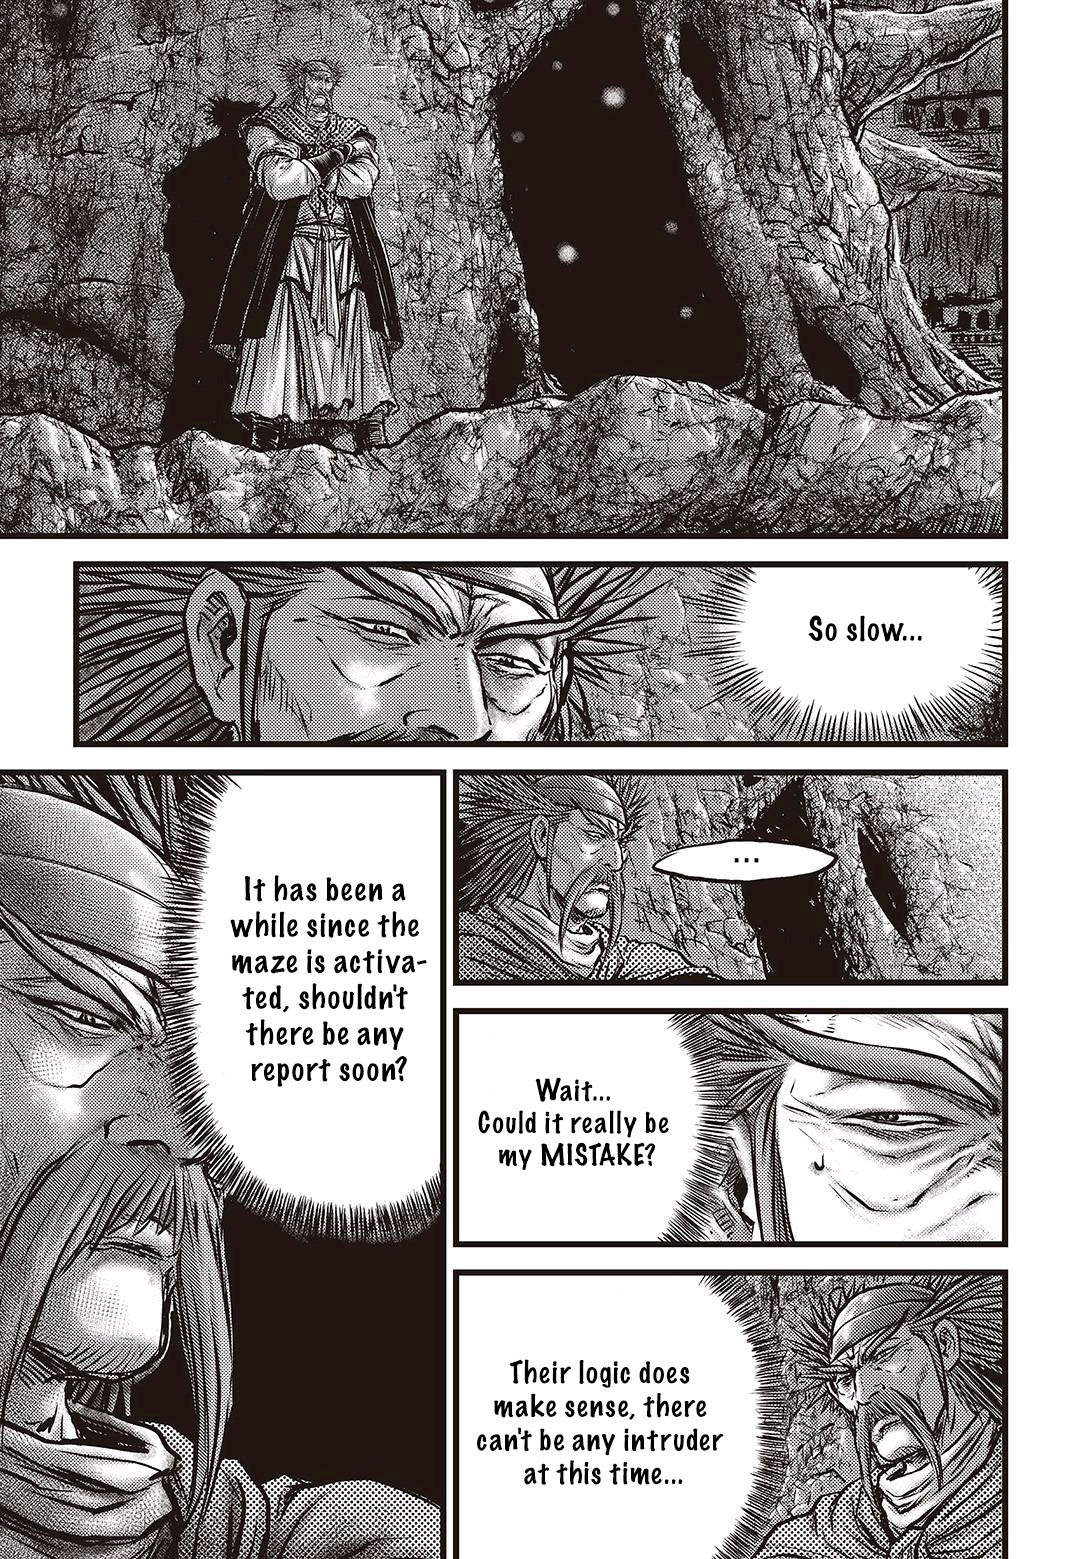 So slow...
...
Wait...
Could it really be
my MISTAKE?
Their logic does
make sense, there
can't be any intruder
at this time...
It has been a
while since the
maze is activa-
ted, shouldn't
there be any
report soon?